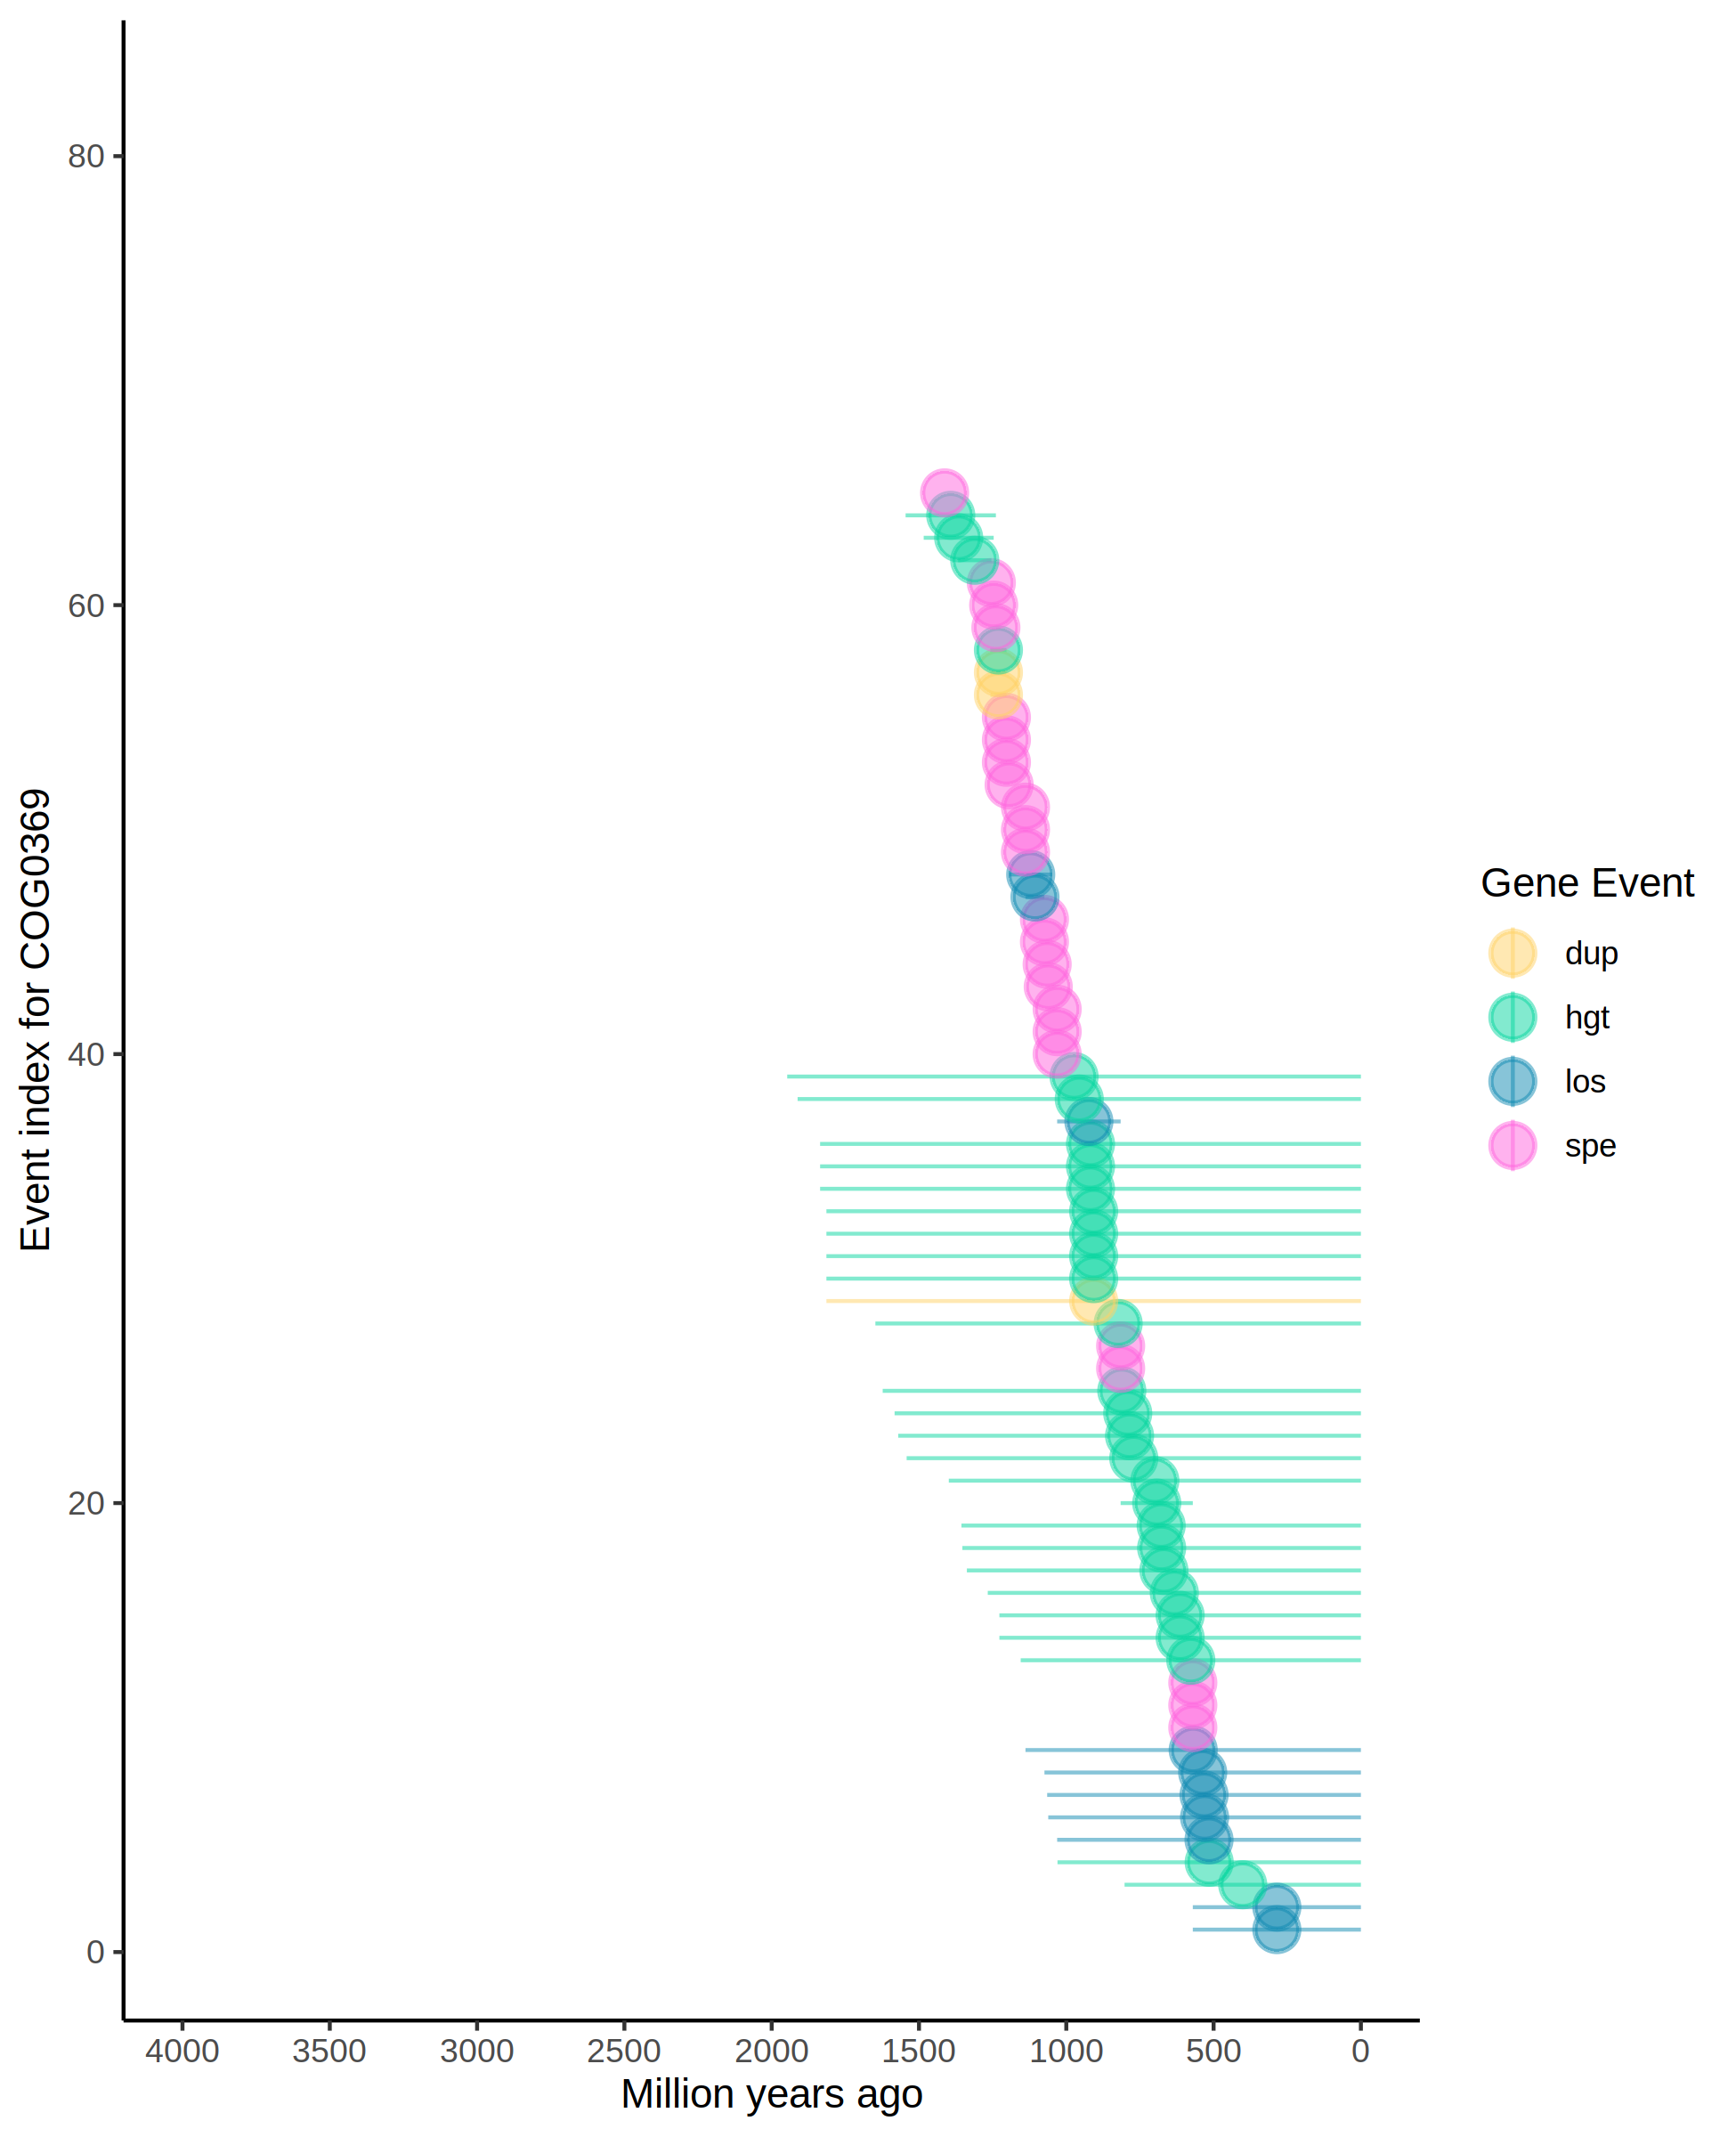 Event index for COG0369
80
60
40
20
0
4000 3500 3000 2500 2000 1500 1000 500 0
Million years ago
Gene Event
dup
hgt
los
spe